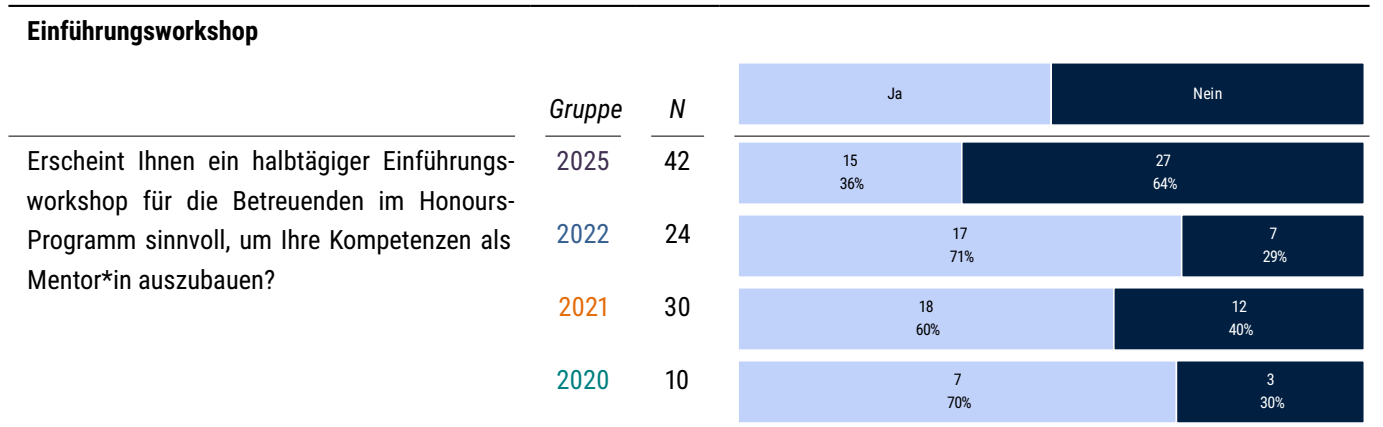 Einführungsworkshop
Gruppe N Ja Nein
Erscheint Ihnen ein halbtägiger Einführungs-
workshop für die Betreuenden im Honours-
Programm sinnvoll, um Ihre Kompetenzen als
Mentor*in auszubauen?
2025 42 15 27
36% 64%
2022 24 17 7
71% 29%
2021 30 18 12
60% 40%
2020 10 7 3
70% 30%